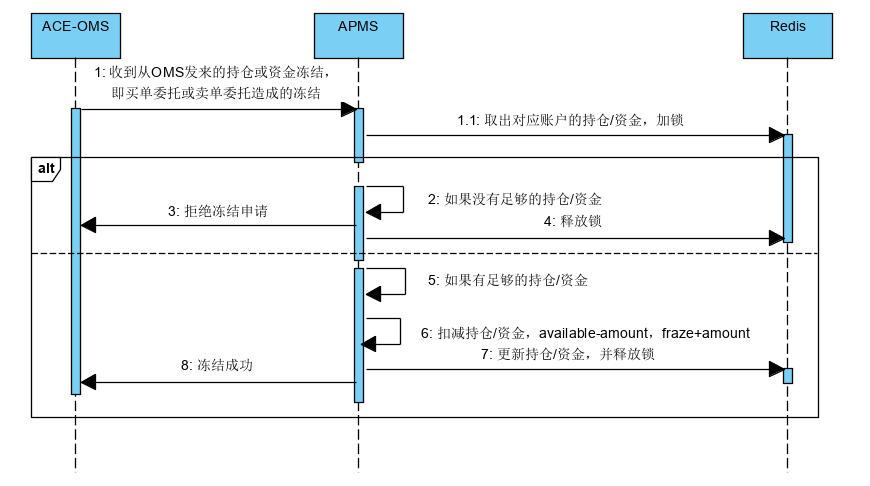 ACE-OMS
APMS
Redis
1: 收到从OMS发来的持仓或资金冻结，
即买单委托或卖单委托造成的冻结
1.1: 取出对应账户的持仓/资金，加锁
alt
2: 如果没有足够的持仓/资金
3: 拒绝冻结申请
4: 释放锁
5: 如果有足够的持仓/资金
6: 扣减持仓/资金，available-amount，fraze+amount
7: 更新持仓/资金，并释放锁
8: 冻结成功